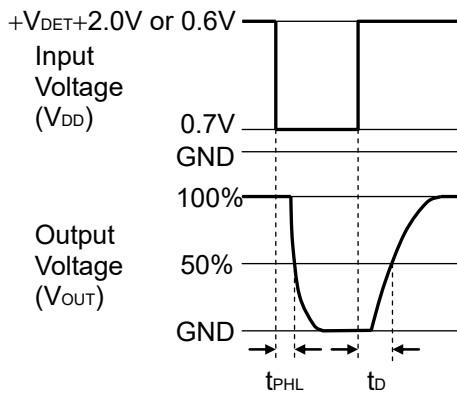 +VDET+2.0V or 0.6V
Input
Voltage
(VDD)
0.7V
GND
100%
Output
Voltage
(VOUT)
50%
GND
tPHL
tD